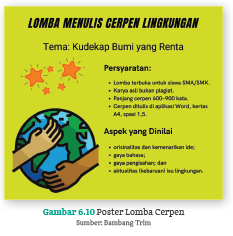 LOMBA MENULIS CERPEN LINGKUNGAN
Tema: Kudekap Bumi yang Renta
Persyaratan:
• Lomba terbuka untuk siswa SMA/SMK.
• Karya asli bukan plagiat.
• Panjang cerpen 600-900 kata.
• Cerpen ditulis di aplikasi Word, kertas
A4, spasi 1,5.
Aspek yang Dinilai
• orisinalitas dan kemenarikan ide;
• gaya bahasa;
• gaya pengisahan; dan
• aktualitas (kebaruan) isu lingkungan.
Gambar 6.10 Poster Lomba Cerpen
Sumber: Bambang Trim